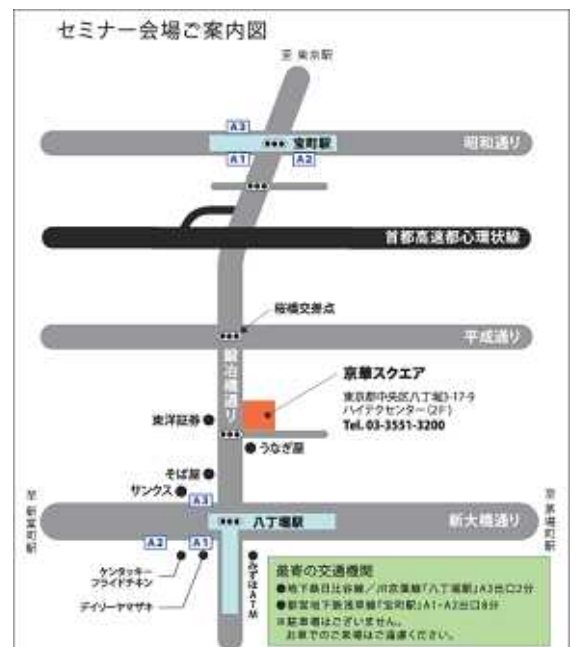 セミナー会場ご案内図
至 東京駅
A3
宝町駅
昭和通り
A1
A2
首都高速都心環状線
桜橋交差点
平成通り
鍛冶橋通り
京華スクエア
東京都中央区八丁堀3-17-9
ハイテクセンター(2F)
Tel. 03-3551-3200
東洋証券
うなぎ屋
そば屋
サンクス
A3
至 新富町駅
八丁堀駅
新大橋通り
至 茅場町駅
A2
A1
ケンタッキー
フライドチキン
デイリーヤマザキ
みずほATM
最寄の交通機関
●地下鉄日比谷線/JR京葉線「八丁堀駅」A3出口2分
●都営地下鉄浅草線「宝町駅」A1・A2出口8分
※駐車場はございません。
お車でのご来場はご遠慮ください。